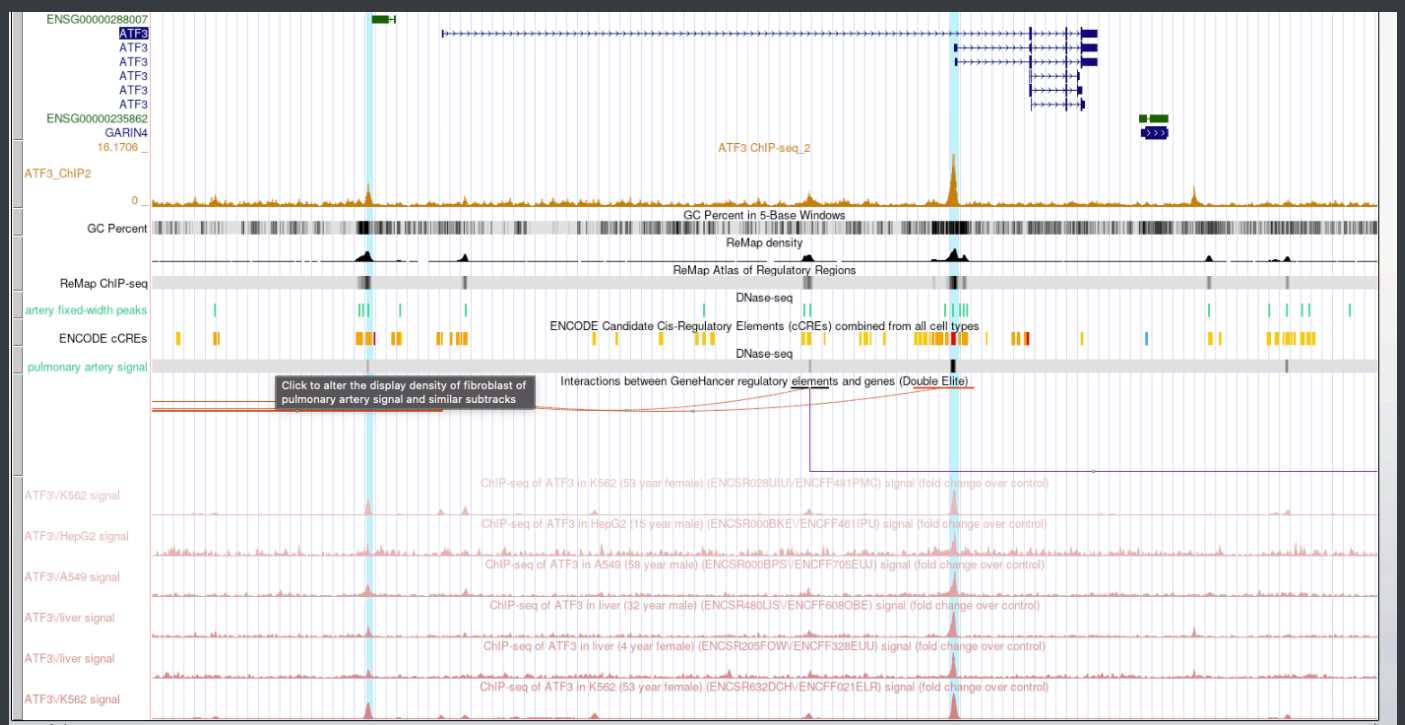 ENSG00000288007
ATF3
ATF3
ATF3
ATF3
ATF3
ATF3
ENSG00000235862
GARIN4
16.1706 _
ATF3 ChIP-seq_2
ATF3_ChIP2
0 _
GC Percent in 5-Base Windows
GC Percent
ReMap density
ReMap Atlas of Regulatory Regions
ReMap ChIP-seq
DNase-seq
artery fixed-width peaks
ENCODE Candidate Cis-Regulatory Elements (cCREs) combined from all cell types
ENCODE cCREs
DNase-seq
pulmonary artery signal
Interactions between GeneHancer regulatory elements and genes (Double Elite)
Click to alter the display density of fibroblast of
pulmonary artery signal and similar subtracks
ChIP-seq of ATF3 in K562 (53 year female) (ENCSR028UIU/ENCFF481PMC) signal (fold change over control)
ATF3\/K562 signal
ChIP-seq of ATF3 in HepG2 (15 year male) (ENCSR000BKE\/ENCFF461IPU) signal (fold change over control)
ATF3\/HepG2 signal
ChIP-seq of ATF3 in A549 (58 year male) (ENCSR000BPS\/ENCFF705EUJ) signal (fold change over control)
ATF3\/A549 signal
ChIP-seq of ATF3 in liver (32 year male) (ENCSR480LIS\/ENCFF608OBE) signal (fold change over control)
ATF3\/liver signal
ChIP-seq of ATF3 in liver (4 year male) (ENCSR205FOW\/ENCFF328EUU) signal (fold change over control)
ATF3\/liver signal
ChIP-seq of ATF3 in K562 (53 year female) (ENCSR632DCH\/ENCFF021ELR) signal (fold change over control)
ATF3\/K562 signal